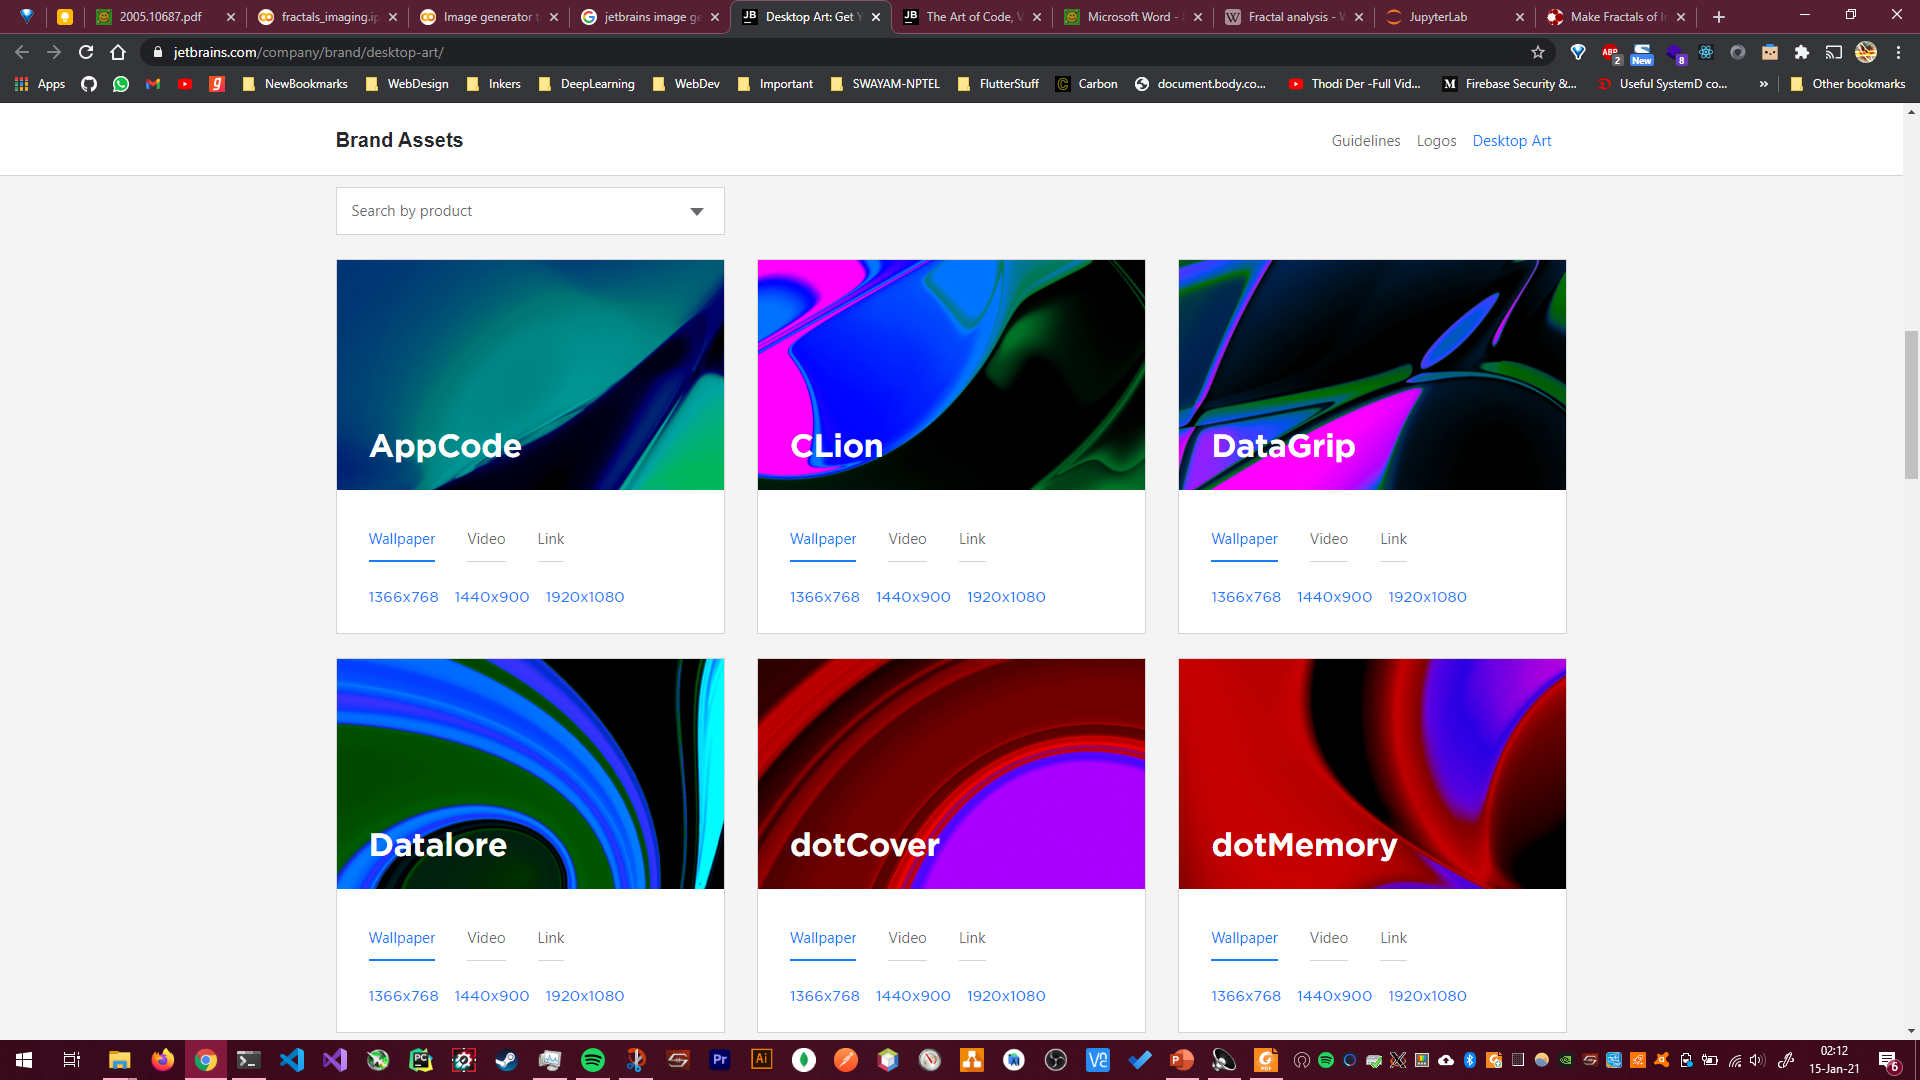 2005.10687.pdf
fractals_imaging.ip
Image generator t
jetbrains image ge
Desktop Art: Get Y
The Art of Code, V
Microsoft Word -
Fractal analysis - W
JupyterLab
Make Fractals of In
jetbrains.com/company/brand/desktop-art/
Apps
NewBookmarks
WebDesign
Inkers
DeepLearning
WebDev
Important
SWAYAM-NPTEL
FlutterStuff
Carbon
document.body.co...
Thodi Der -Full Vid...
Firebase Security &...
Useful SystemD co...
Other bookmarks
Brand Assets
Guidelines Logos Desktop Art
Search by product
AppCode
CLion
DataGrip
Wallpaper Video Link
Wallpaper Video Link
Wallpaper Video Link
1366x768 1440x900 1920x1080
1366x768 1440x900 1920x1080
1366x768 1440x900 1920x1080
Datalore
dotCover
dotMemory
Wallpaper Video Link
Wallpaper Video Link
Wallpaper Video Link
1366x768 1440x900 1920x1080
1366x768 1440x900 1920x1080
1366x768 1440x900 1920x1080
02:12
15-Jan-21